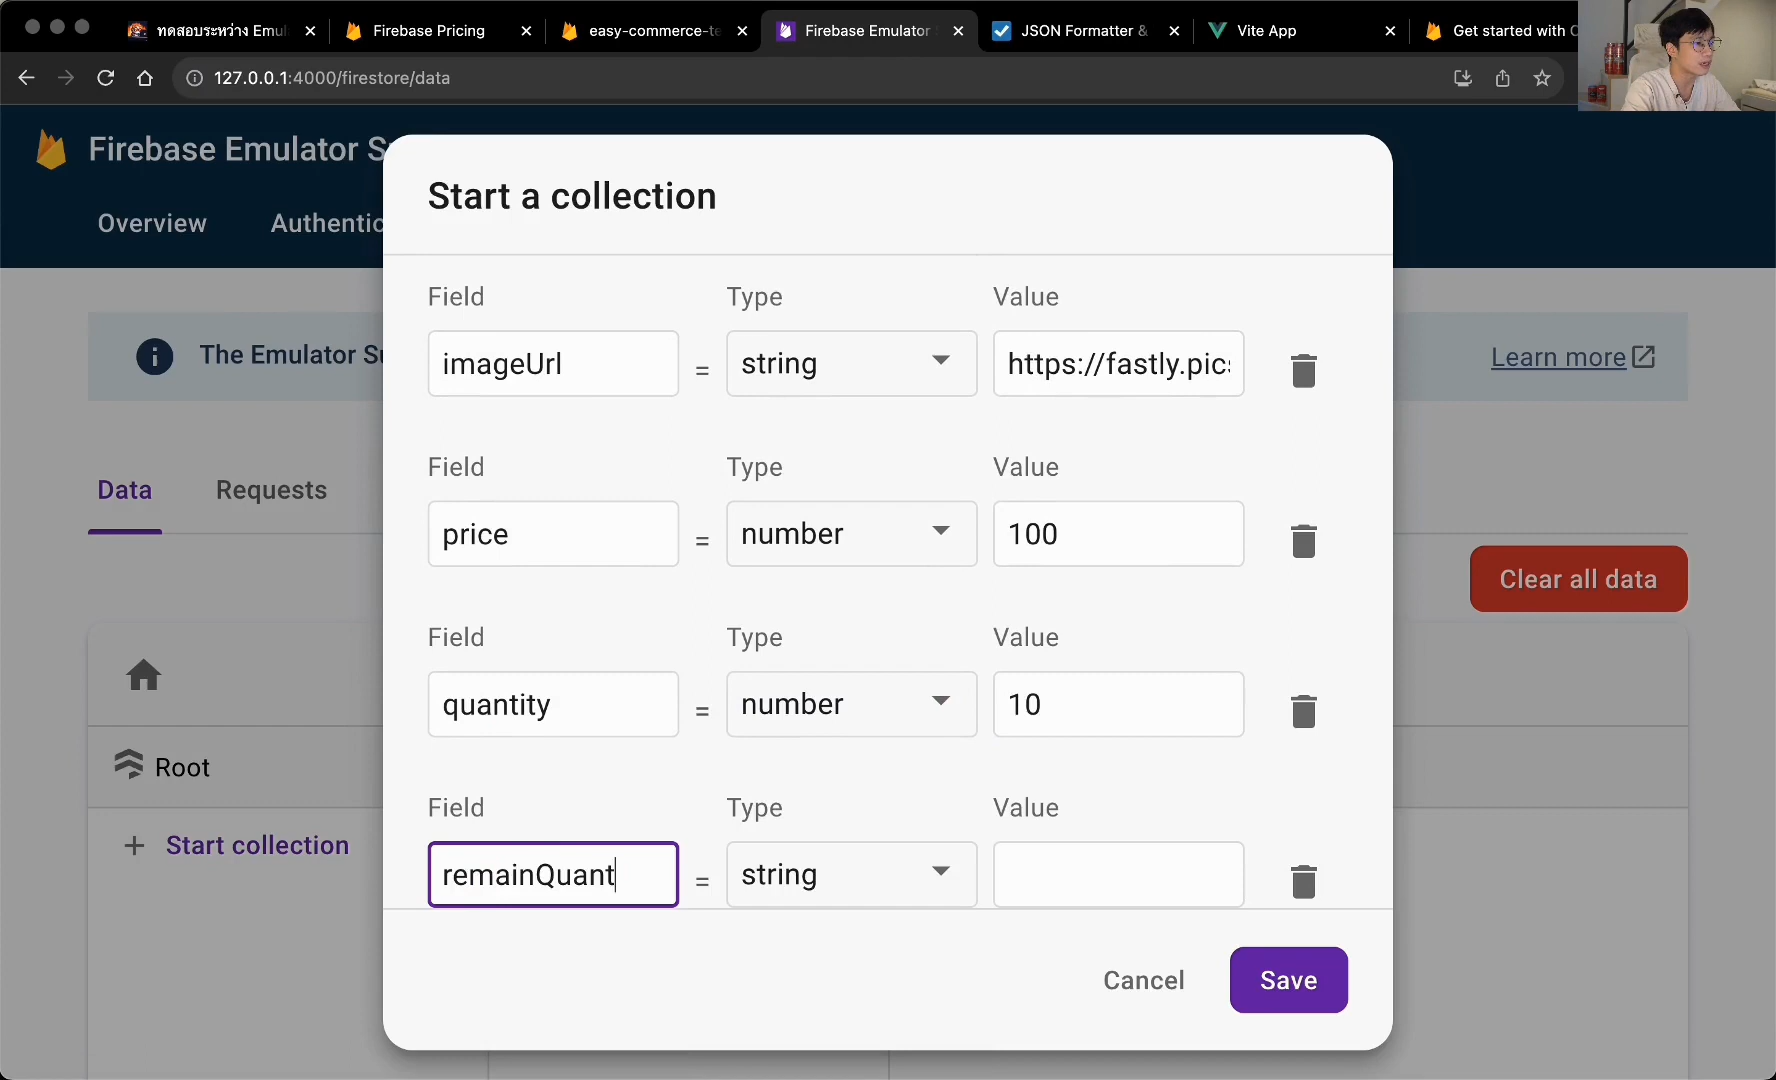 ทดสอบระหว่าง Emul
Firebase Pricing
easy-commerce-te
Firebase Emulator
JSON Formatter &
Vite App
Get started with C
127.0.0.1:4000/firestore/data
Firebase Emulator S
Overview
Authentic
The Emulator Su
Learn more
Data
Requests
Clear all data
Root
Start collection
Start a collection
Field Type Value
imageUrl = string https://fastly.pics
Field Type Value
price = number 100
Field Type Value
quantity = number 10
Field Type Value
remainQuant = string
Cancel
Save